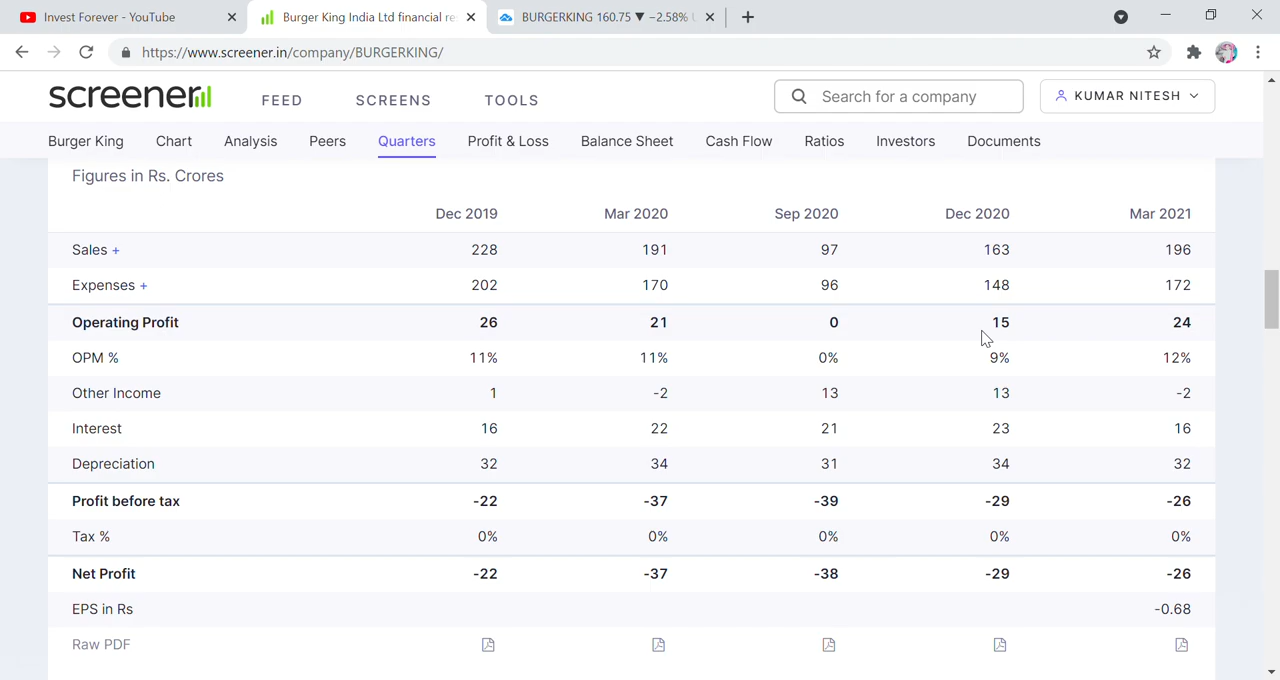 Invest Forever - YouTube
Burger King India Ltd financial re
BURGERKING 160.75 ▼ −2.58%
https://www.screener.in/company/BURGERKING/
screener
FEED
SCREENS
TOOLS
Search for a company
KUMAR NITESH
Burger King Chart Analysis Peers Quarters Profit & Loss Balance Sheet Cash Flow Ratios Investors Documents
Figures in Rs. Crores
Dec 2019 Mar 2020 Sep 2020 Dec 2020 Mar 2021
Sales + 228 191 97 163 196
Expenses + 202 170 96 148 172
Operating Profit 26 21 0 15 24
OPM % 11% 11% 0% 9% 12%
Other Income 1 -2 13 13 -2
Interest 16 22 21 23 16
Depreciation 32 34 31 34 32
Profit before tax -22 -37 -39 -29 -26
Tax % 0% 0% 0% 0% 0%
Net Profit -22 -37 -38 -29 -26
EPS in Rs -0.68
Raw PDF